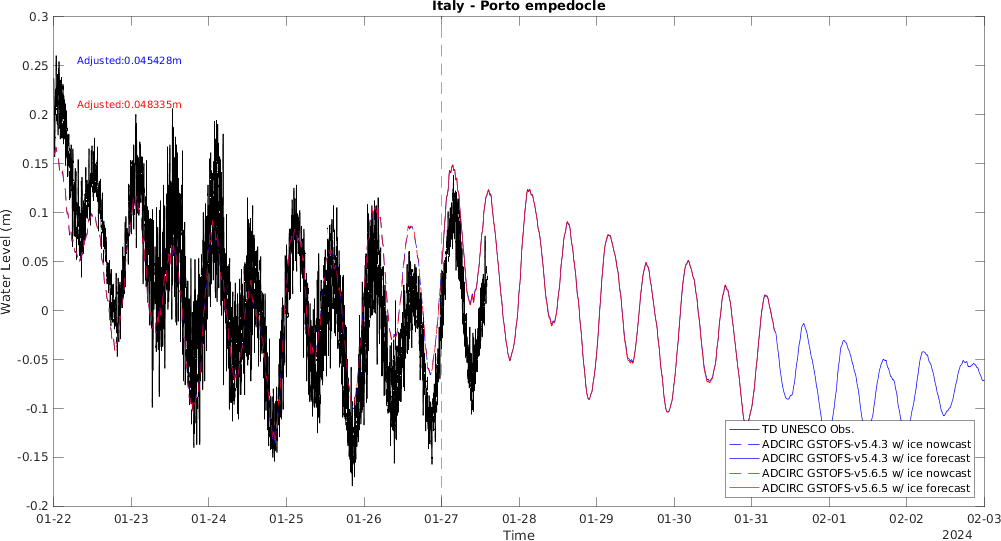 Italy - Porto empedocle
0.3
0.25
0.2
0.15
0.1
0.05
0
-0.05
-0.1
-0.15
-0.2
Water Level (m)
Adjusted:0.045428m
Adjusted:0.048335m
TD UNESCO Obs.
ADCIRC GSTOFS-v5.4.3 w/ ice nowcast
ADCIRC GSTOFS-v5.4.3 w/ ice forecast
ADCIRC GSTOFS-v5.6.5 w/ ice nowcast
ADCIRC GSTOFS-v5.6.5 w/ ice forecast
01-22 01-23 01-24 01-25 01-26 01-27 01-28 01-29 01-30 01-31 02-01 02-02 02-03
Time
2024